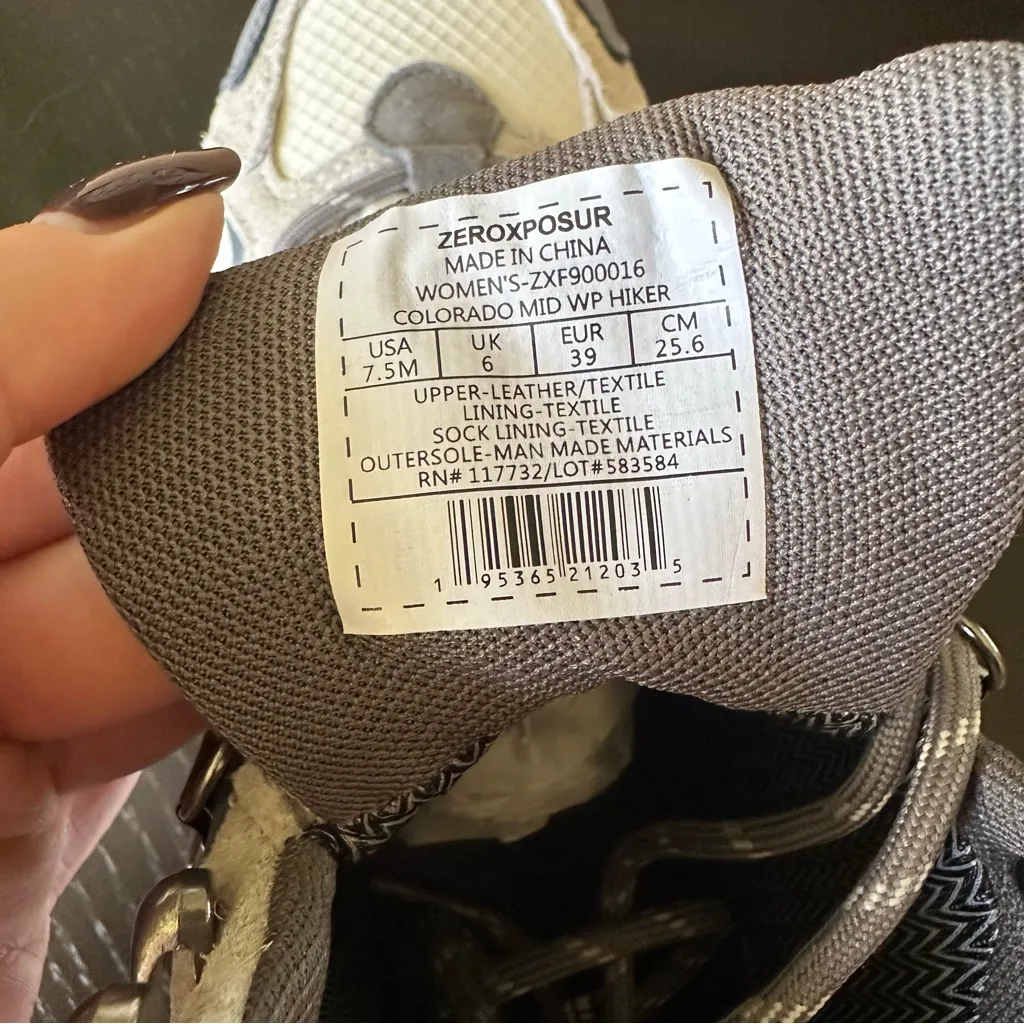 ZEROXPOSUR
MADE IN CHINA
WOMEN'S-ZXF900016
COLORADO MID WP HIKER
USA UK EUR CM
7.5M 6 39 25.6
UPPER-LEATHER/TEXTILE
LINING-TEXTILE
SOCK LINING-TEXTILE
OUTERSOLE-MAN MADE MATERIALS
RN# 117732/LOT#583584
1 95365 21203 5